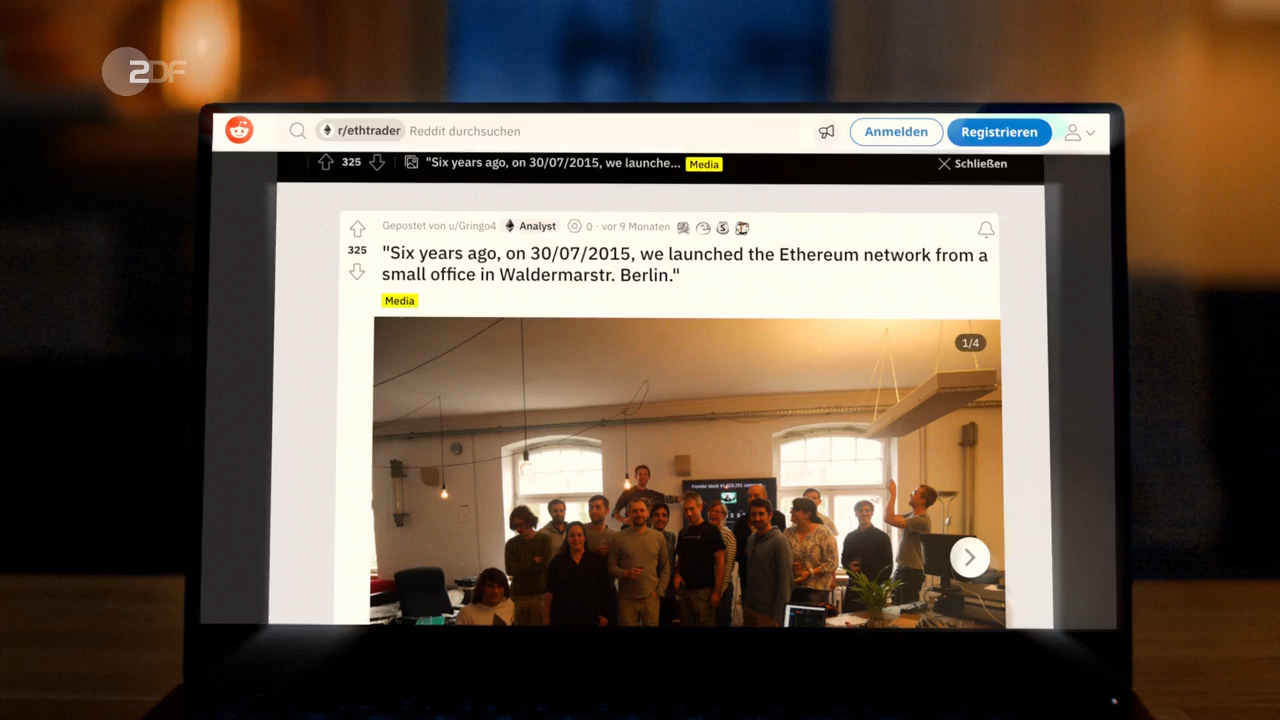 ZDF
r/ethtrader Reddit durchsuchen Anmelden Registrieren
325 "Six years ago, on 30/07/2015, we launche... Media Schließen
Gepostet von u/Gringo4 Analyst 0 · vor 9 Monaten
325
"Six years ago, on 30/07/2015, we launched the Ethereum network from a
small office in Waldermarstr. Berlin."
Media
1/4